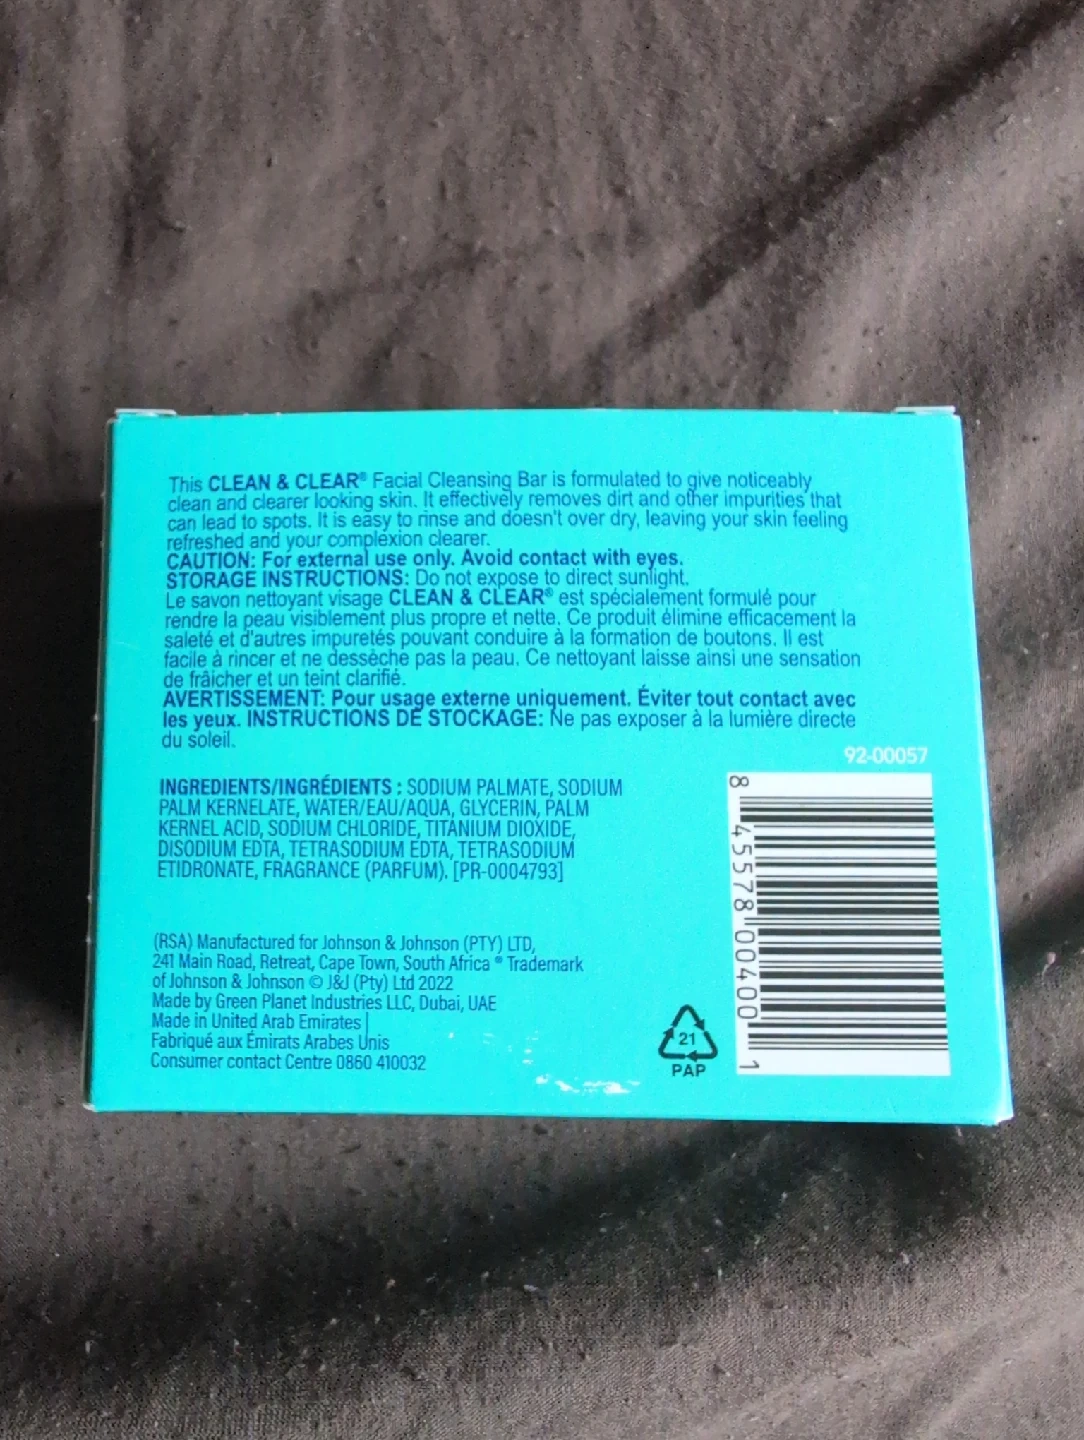 This CLEAN & CLEAR® Facial Cleansing Bar is formulated to give noticeably
clean and clearer looking skin. It effectively removes dirt and other impurities that
can lead to spots. It is easy to rinse and doesn't over dry, leaving your skin feeling
refreshed and your complexion clearer.
CAUTION: For external use only. Avoid contact with eyes.
STORAGE INSTRUCTIONS: Do not expose to direct sunlight.
Le savon nettoyant visage CLEAN & CLEAR® est spécialement formulé pour
rendre la peau visiblement plus propre et nette. Ce produit élimine efficacement la
saleté et d'autres impuretés pouvant conduire à la formation de boutons. Il est
facile à rincer et ne dessèche pas la peau. Ce nettoyant laisse ainsi une sensation
de fraîcher et un teint clarifié.
AVERTISSEMENT: Pour usage externe uniquement. Éviter tout contact avec
les yeux. INSTRUCTIONS DE STOCKAGE: Ne pas exposer à la lumière directe
du soleil.
92-00057
INGREDIENTS/INGRÉDIENTS : SODIUM PALMATE, SODIUM
PALM KERNELATE, WATER/EAU/AQUA, GLYCERIN, PALM
KERNEL ACID, SODIUM CHLORIDE, TITANIUM DIOXIDE,
DISODIUM EDTA, TETRASODIUM EDTA, TETRASODIUM
ETIDRONATE, FRAGRANCE (PARFUM). [PR-0004793]
8 45578 00400 1
(RSA) Manufactured for Johnson & Johnson (PTY) LTD,
241 Main Road, Retreat, Cape Town, South Africa ® Trademark
of Johnson & Johnson © J&J (Pty) Ltd 2022
Made by Green Planet Industries LLC, Dubai, UAE
Made in United Arab Emirates |
Fabriqué aux Émirats Arabes Unis
Consumer contact Centre 0860 410032
21
PAP